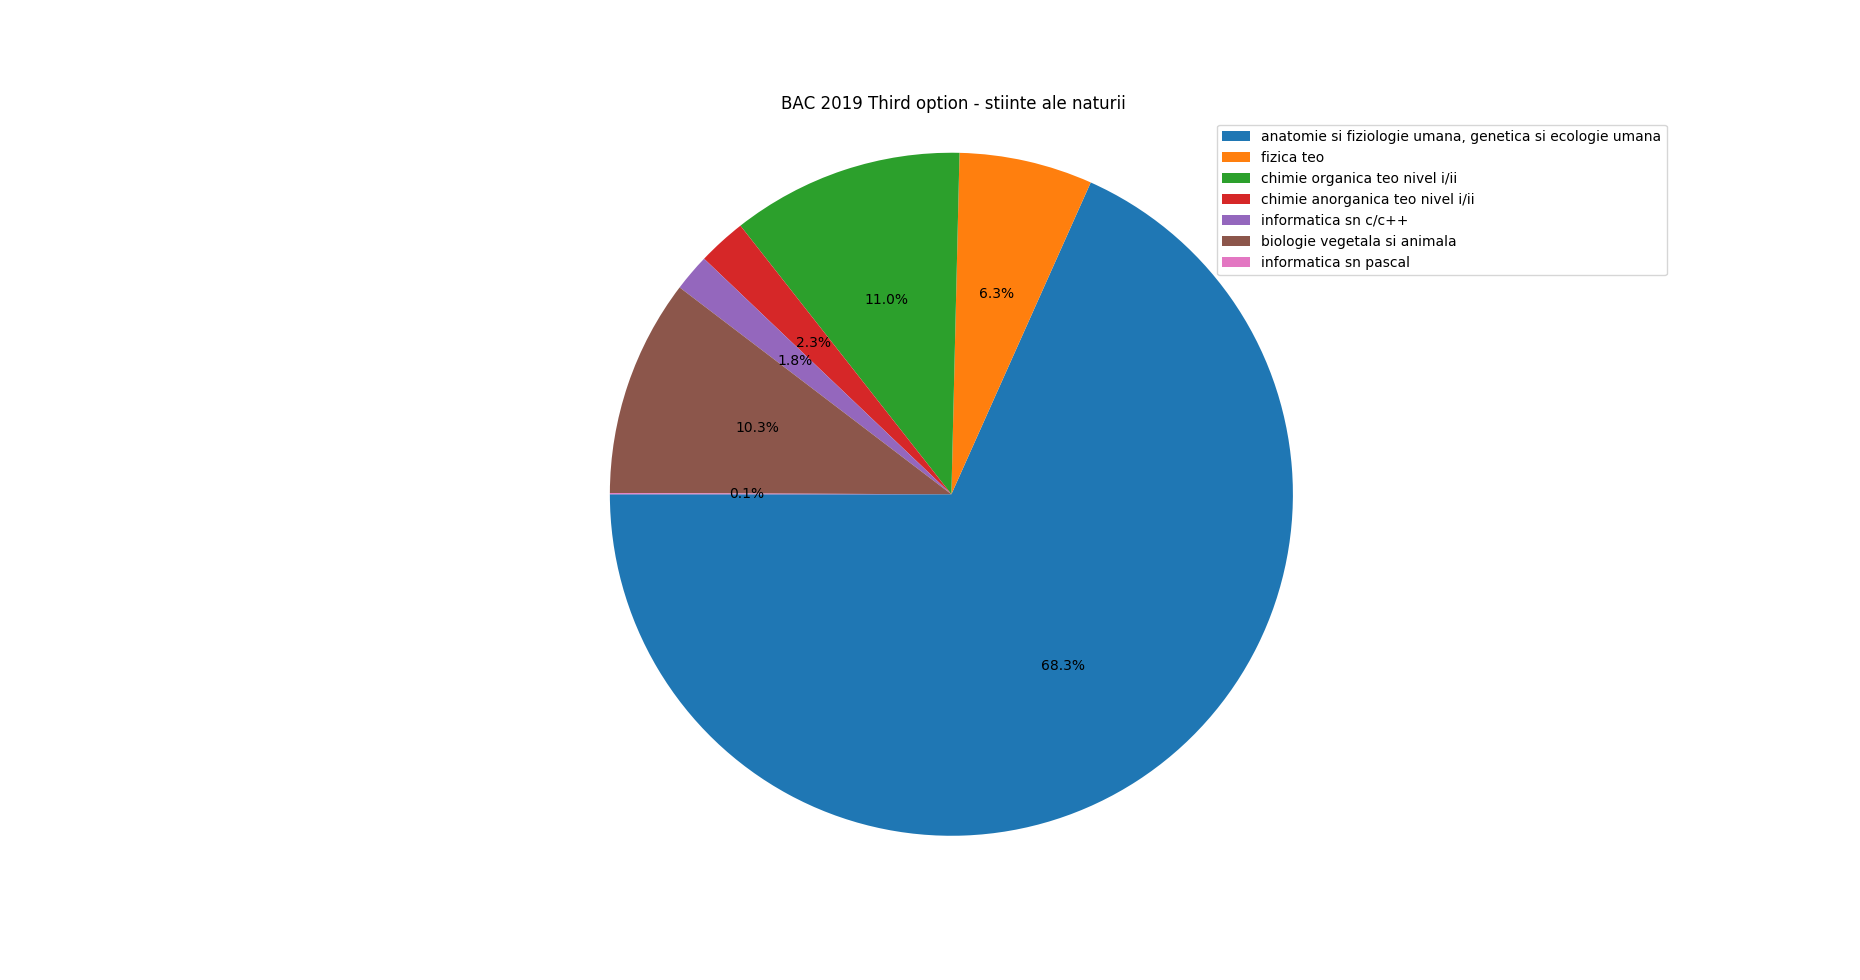 BAC 2019 Third option - stiinte ale naturii
anatomie si fiziologie umana, genetica si ecologie umana
fizica teo
chimie organica teo nivel i/ii
chimie anorganica teo nivel i/ii
informatica sn c/c++
biologie vegetala si animala
informatica sn pascal
6.3%
11.0%
2.3%
1.8%
10.3%
0.1%
68.3%